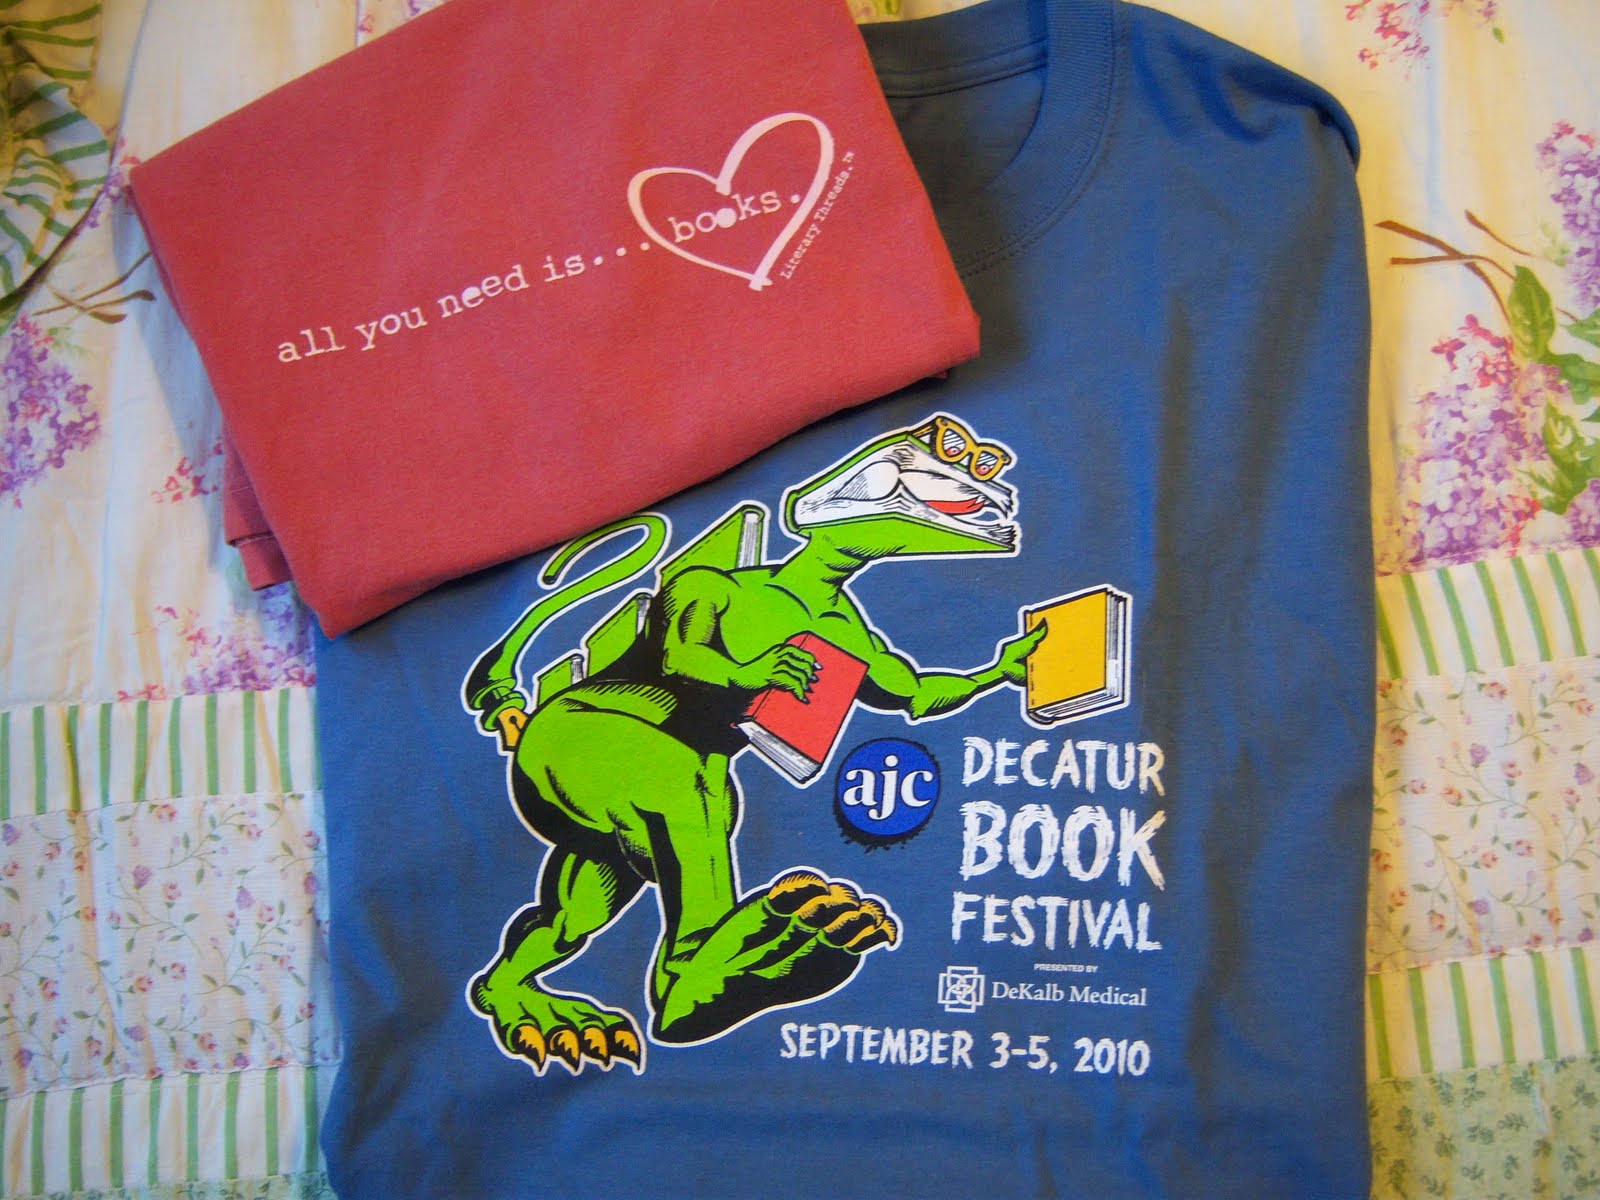 all you need is... books.
Literary Threads.TM
ajc
DECATUR
BOOK
FESTIVAL
PRESENTED BY
DeKalb Medical
SEPTEMBER 3-5, 2010